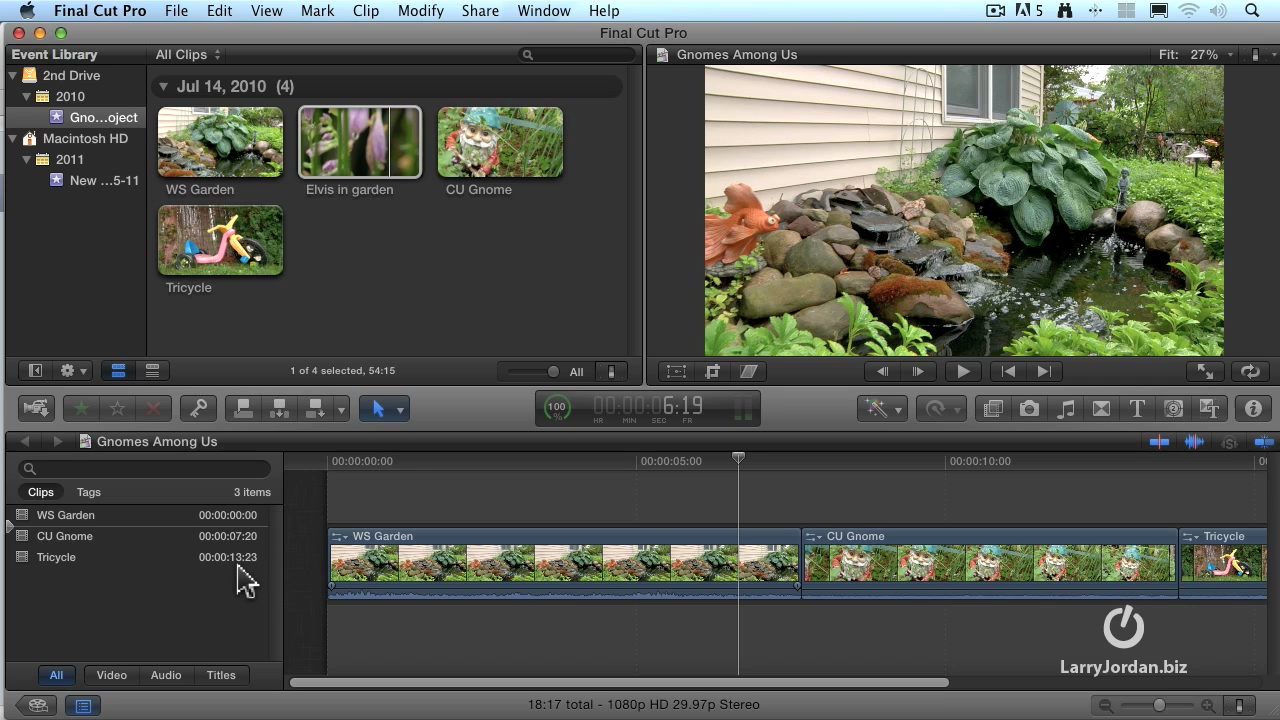 Final Cut Pro File Edit View Mark Clip Modify Share Window Help 5
Final Cut Pro
Event Library All Clips
Gnomes Among Us Fit: 27%
2nd Drive
2010
Gno...oject
Macintosh HD
2011
New ...5-11
Jul 14, 2010 (4)
WS Garden Elvis in garden CU Gnome
Tricycle
1 of 4 selected, 54:15 All
100 00:00:06:19
HR MIN SEC FR
Gnomes Among Us
Clips Tags 3 items
WS Garden 00:00:00:00
CU Gnome 00:00:07:20
Tricycle 00:00:13:23
All Video Audio Titles
00:00:00:00 00:00:05:00 00:00:10:00
WS Garden CU Gnome Tricycle
LarryJordan.biz
18:17 total - 1080p HD 29.97p Stereo